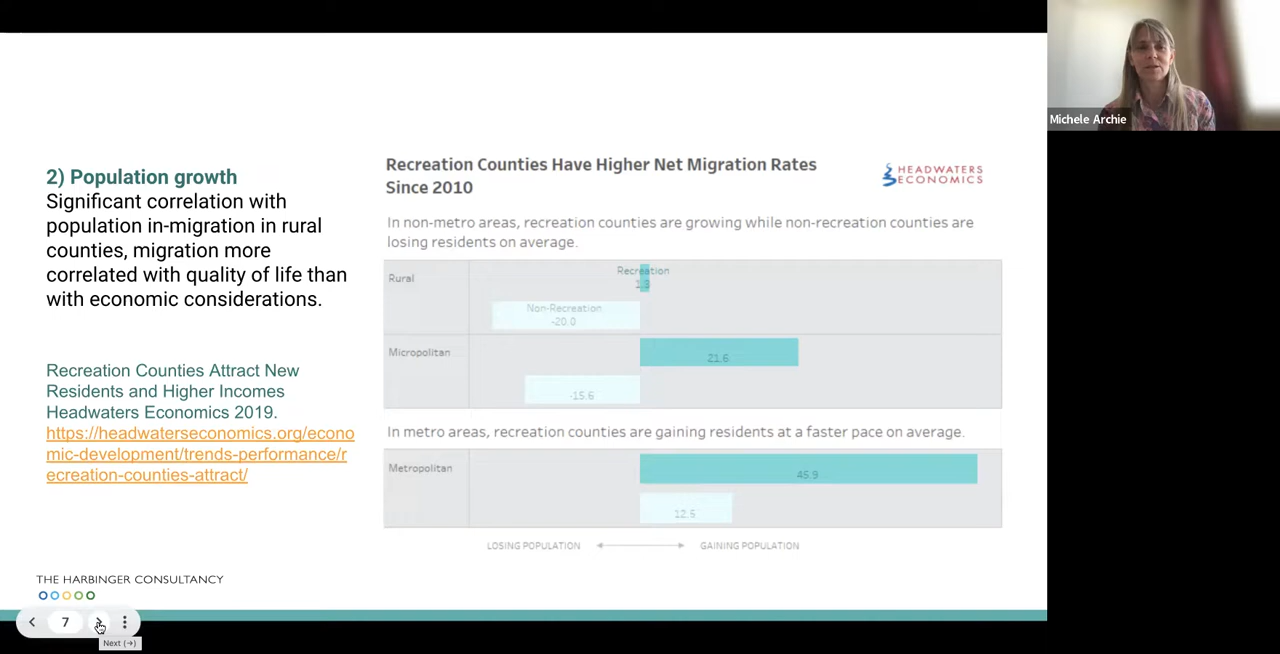 Michele Archie
2) Population growth
Significant correlation with
population in-migration in rural
counties, migration more
correlated with quality of life than
with economic considerations.
Recreation Counties Attract New
Residents and Higher Incomes
Headwaters Economics 2019.
https://headwaterseconomics.org/econo
mic-development/trends-performance/r
ecreation-counties-attract/
Recreation Counties Have Higher Net Migration Rates
Since 2010
HEADWATERS
ECONOMICS
In non-metro areas, recreation counties are growing while non-recreation counties are
losing residents on average.
Rural
Recreation
1.3
Non-Recreation
-20.0
Micropolitan
21.6
-15.6
In metro areas, recreation counties are gaining residents at a faster pace on average.
Metropolitan
45.9
12.5
LOSING POPULATION
GAINING POPULATION
THE HARBINGER CONSULTANCY
7
Next (→)